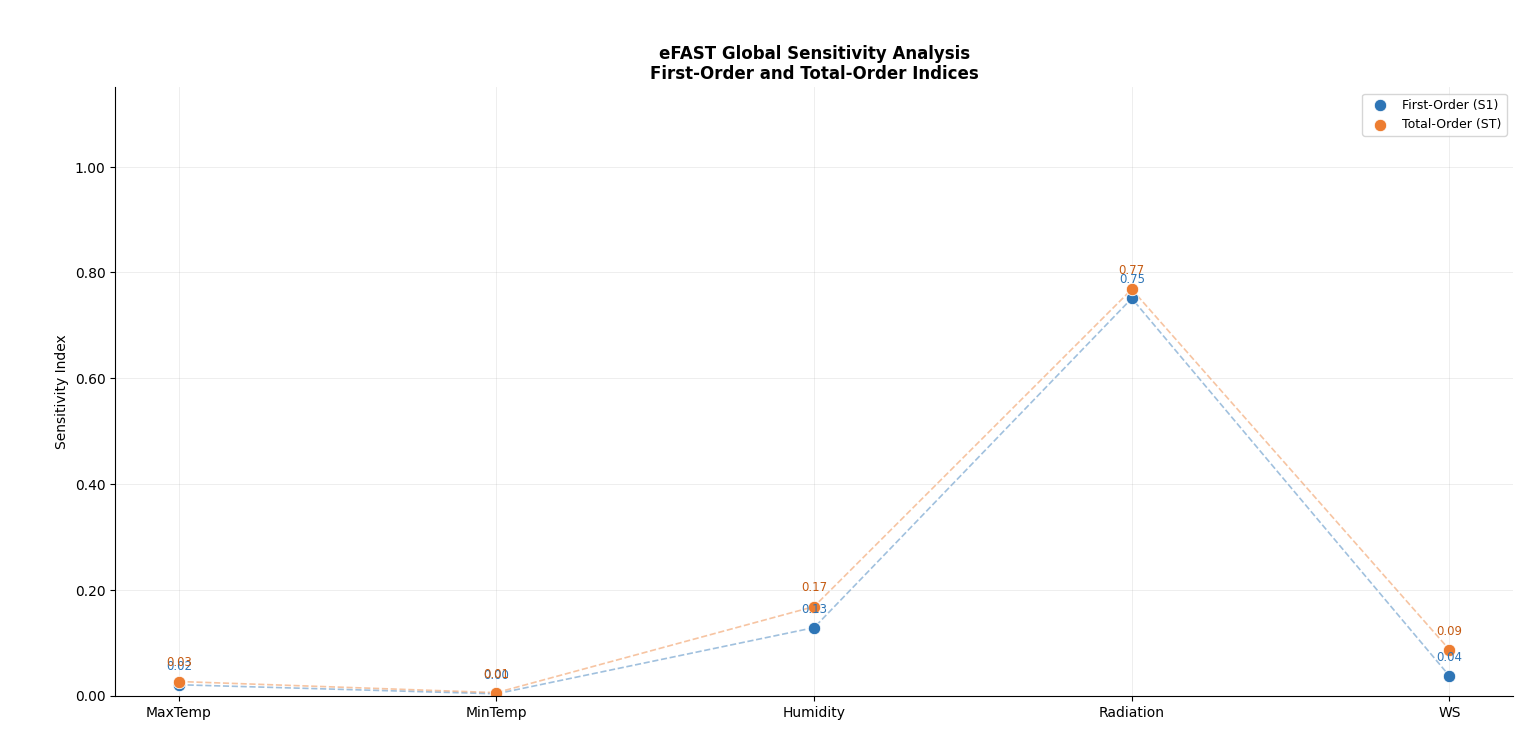 eFAST Global Sensitivity Analysis
First-Order and Total-Order Indices
First-Order (S1)
Total-Order (ST)
Sensitivity Index
1.00
0.80
0.60
0.40
0.20
0.00
0.03
0.02
0.01
0.00
0.17
0.13
0.77
0.75
0.09
0.04
MaxTemp
MinTemp
Humidity
Radiation
WS